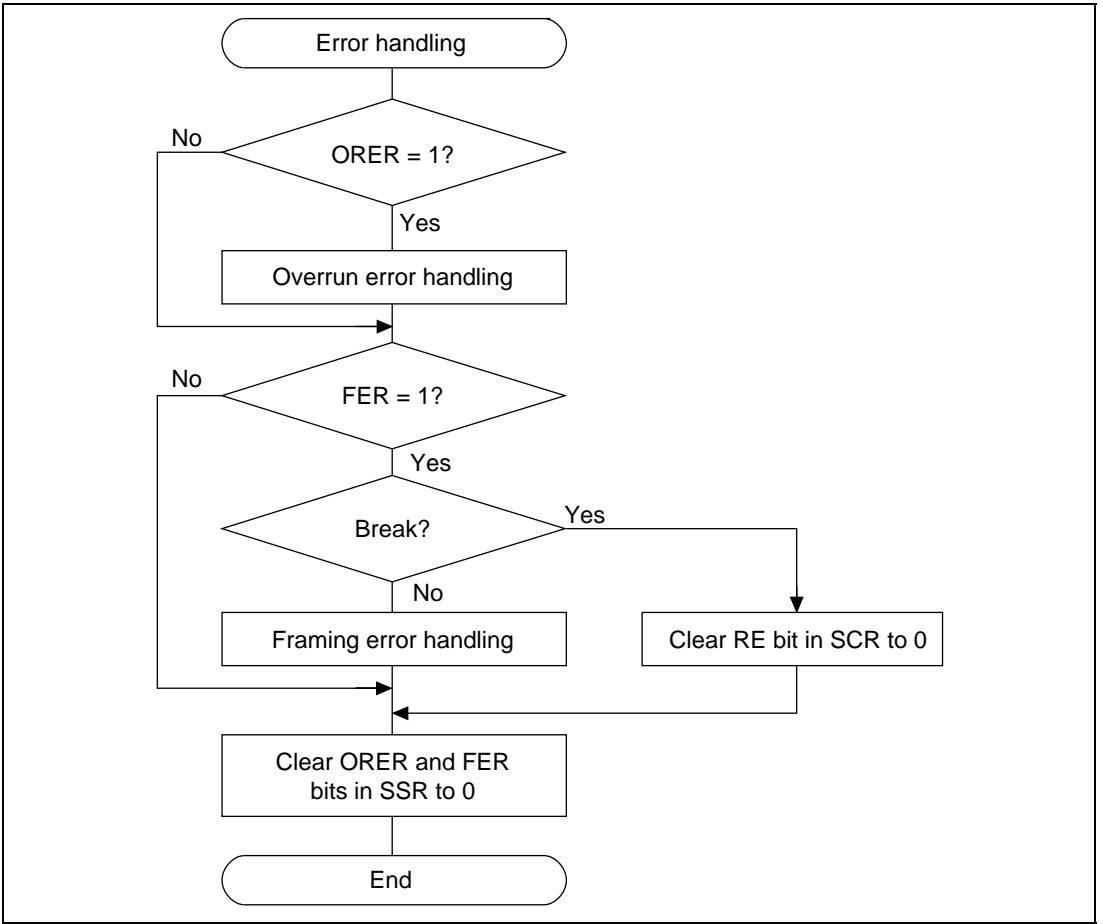 Error handling
No
ORER = 1?
Yes
Overrun error handling
No
FER = 1?
Yes
Break?
Yes
No
Framing error handling
Clear RE bit in SCR to 0
Clear ORER and FER
bits in SSR to 0
End